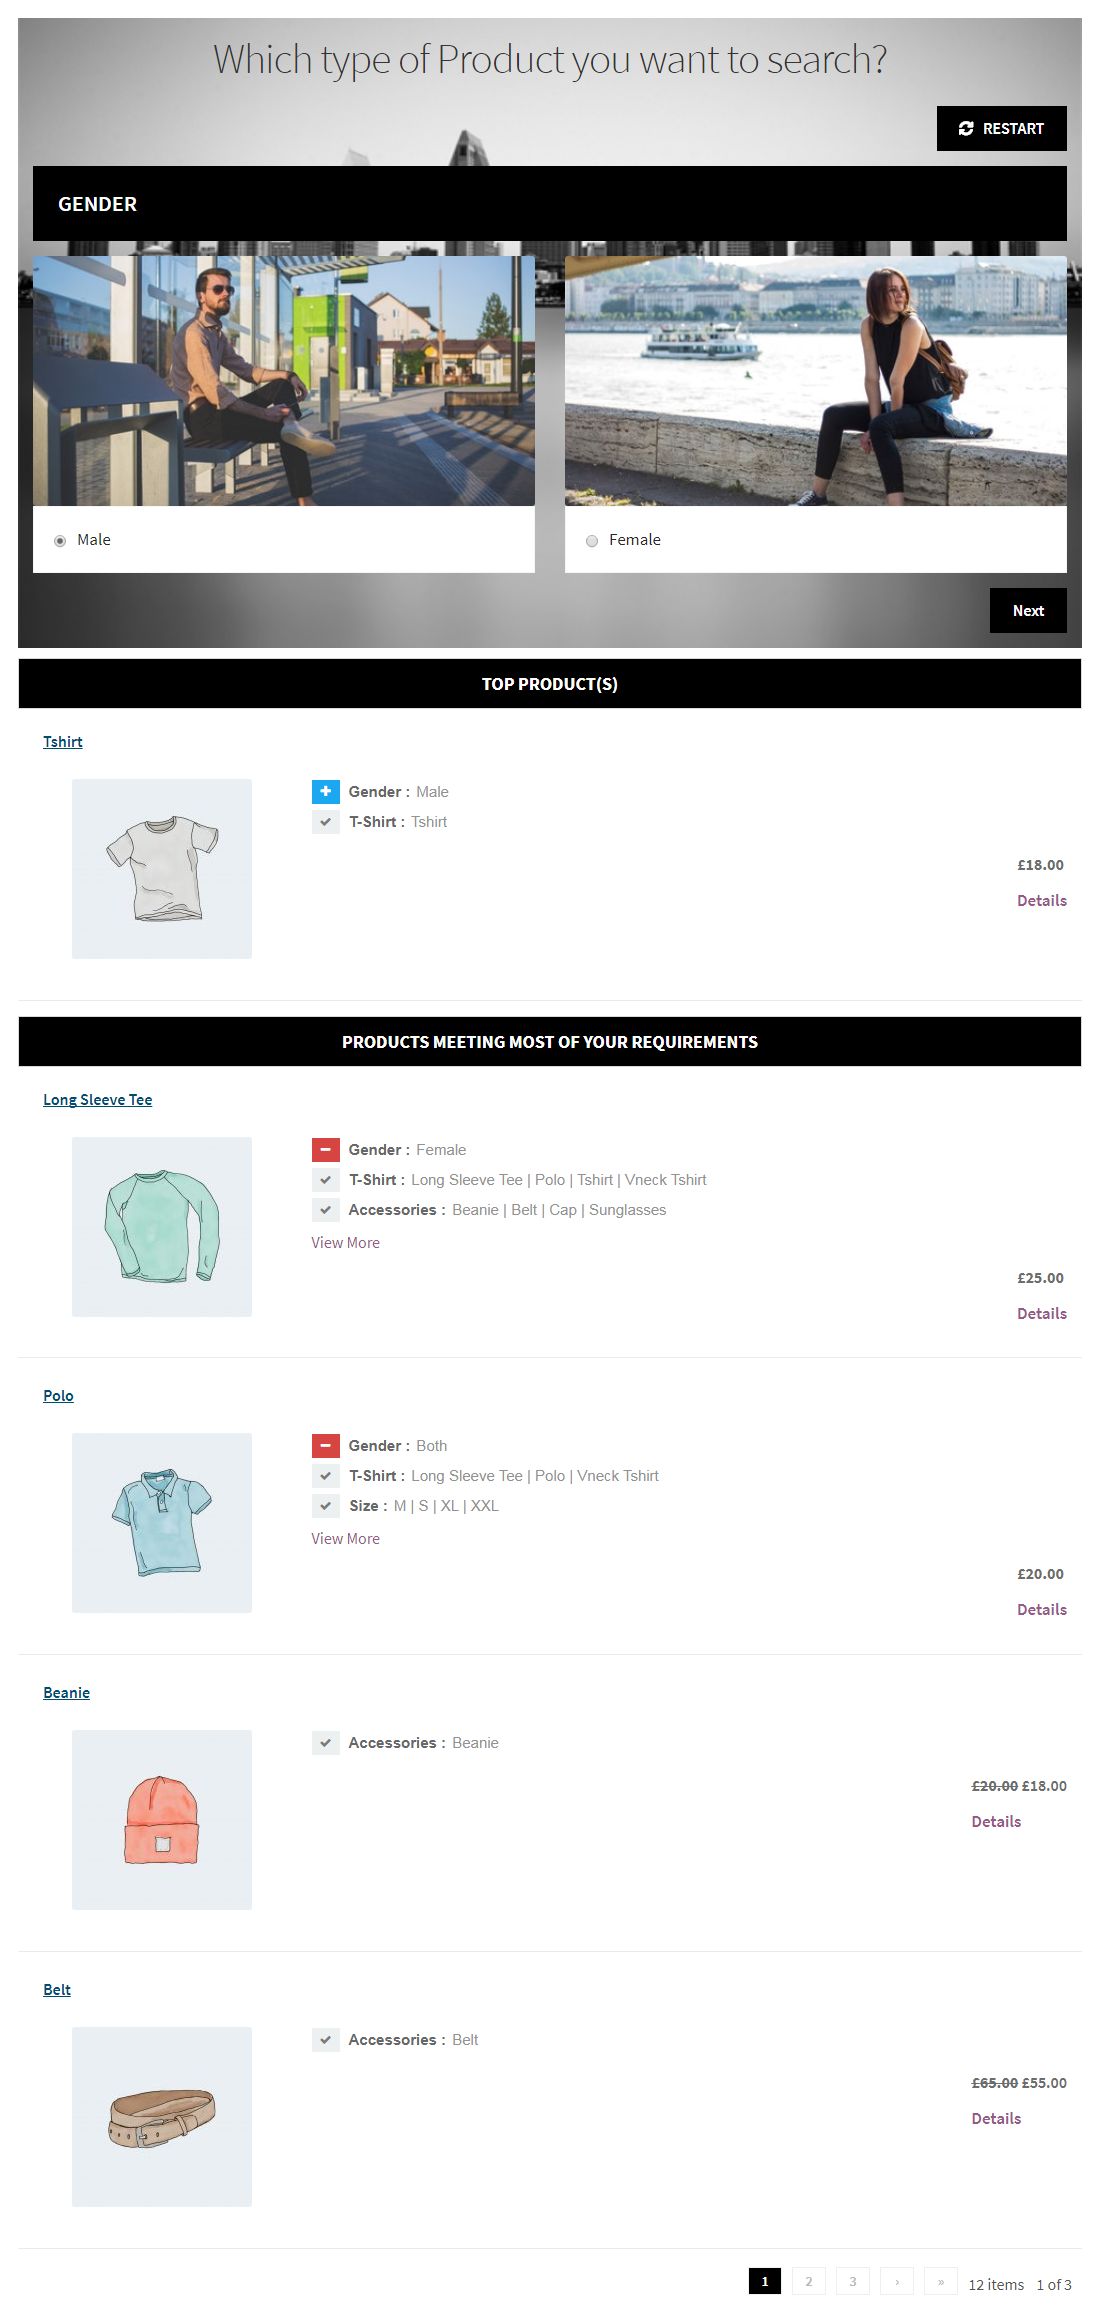 Which type of Product you want to search?
RESTART
GENDER
Male
Female
Next
TOP PRODUCT(S)
Tshirt
Gender : Male
T-Shirt : Tshirt
£18.00
Details
PRODUCTS MEETING MOST OF YOUR REQUIREMENTS
Long Sleeve Tee
Gender : Female
T-Shirt : Long Sleeve Tee | Polo | Tshirt | Vneck Tshirt
Accessories : Beanie | Belt | Cap | Sunglasses
View More
£25.00
Details
Polo
Gender : Both
T-Shirt : Long Sleeve Tee | Polo | Vneck Tshirt
Size : M | S | XL | XXL
View More
£20.00
Details
Beanie
Accessories : Beanie
£20.00 £18.00
Details
Belt
Accessories : Belt
£65.00 £55.00
Details
1 2 3 › » 12 items 1 of 3